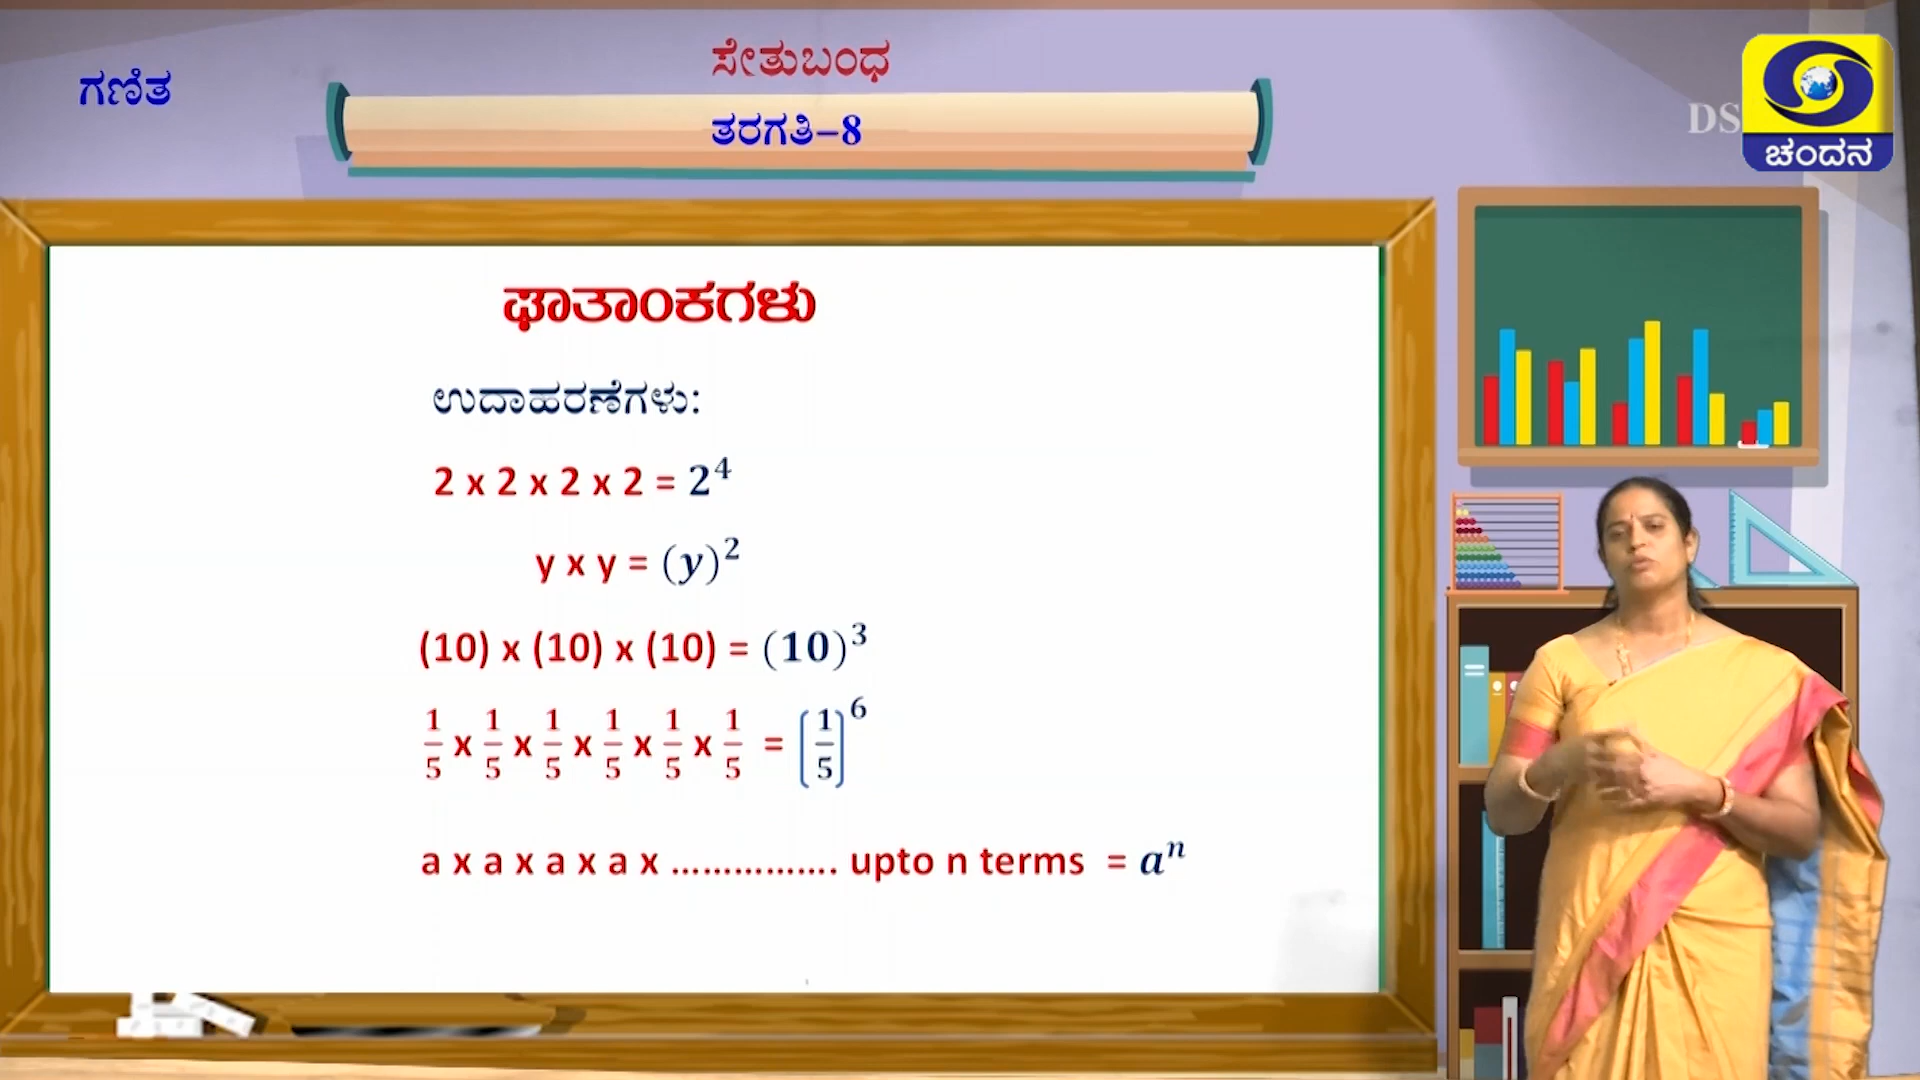 ಗಣಿತ
ಸೇತುಬಂಧ
ತರಗತಿ–8
DS
ಚಂದನ
ಘಾತಾಂಕಗಳು
ಉದಾಹರಣೆಗಳು:
2 x 2 x 2 x 2 = 2⁴
y x y = (y)²
(10) x (10) x (10) = (10)³
1/5 x 1/5 x 1/5 x 1/5 x 1/5 x 1/5 = [1/5]⁶
a x a x a x a x ................ upto n terms = aⁿ